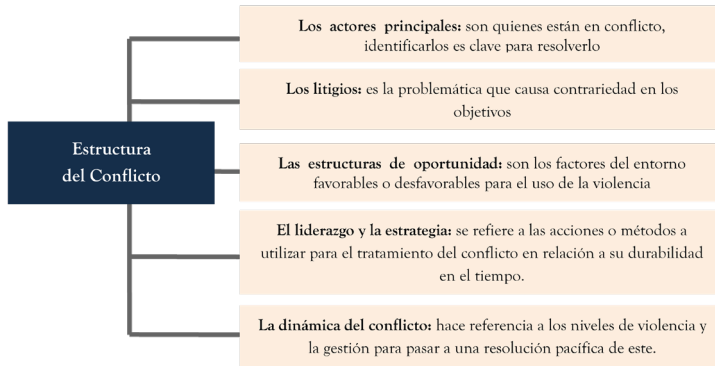 Estructura
del Conflicto
Los actores principales: son quienes están en conflicto,
identificarlos es clave para resolverlo
Los litigios: es la problemática que causa contrariedad en los
objetivos
Las estructuras de oportunidad: son los factores del entorno
favorables o desfavorables para el uso de la violencia
El liderazgo y la estrategia: se refiere a las acciones o métodos a
utilizar para el tratamiento del conflicto en relación a su durabilidad
en el tiempo.
La dinámica del conflicto: hace referencia a los niveles de violencia y
la gestión para pasar a una resolución pacífica de este.